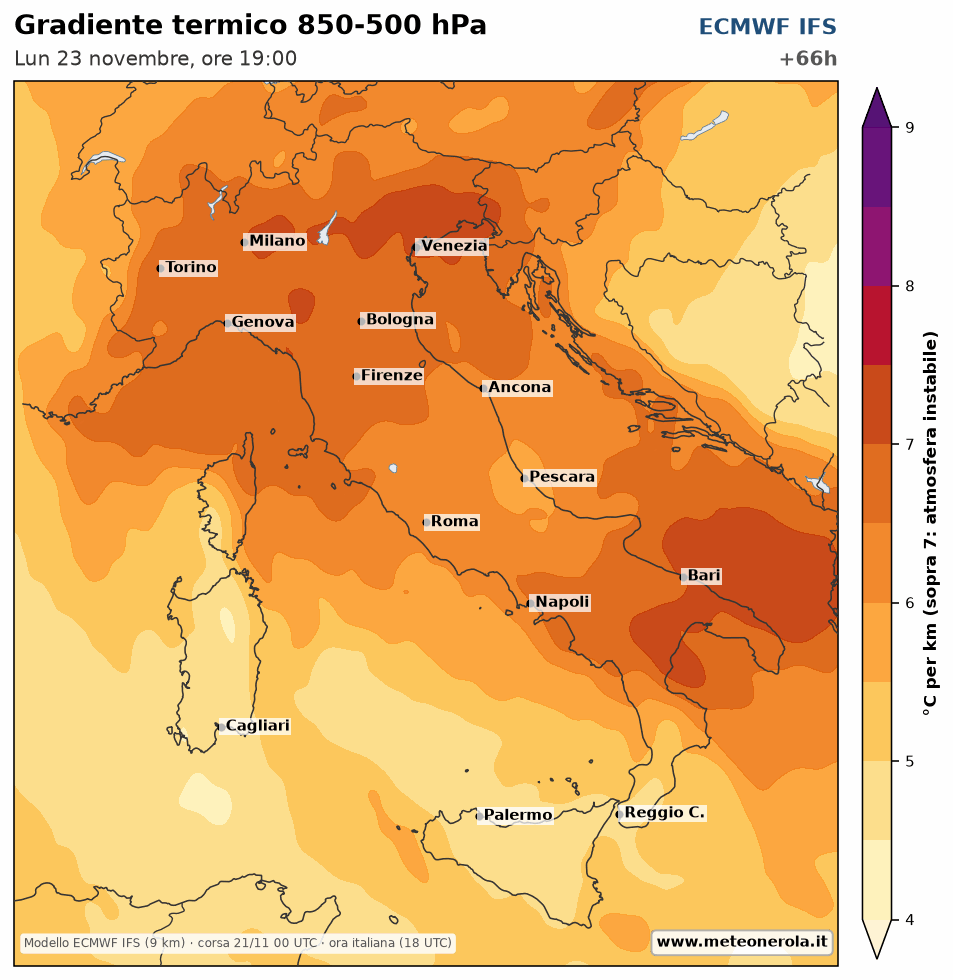 Gradiente termico 850-500 hPa
ECMWF IFS
Lun 23 novembre, ore 19:00
+66h
Milano
Venezia
Torino
Genova
Bologna
Firenze
Ancona
Pescara
Roma
Bari
Napoli
Cagliari
Palermo
Reggio C.
9
8
7
6
5
4
°C per km (sopra 7: atmosfera instabile)
Modello ECMWF IFS (9 km) · corsa 21/11 00 UTC · ora italiana (18 UTC)
www.meteonerola.it